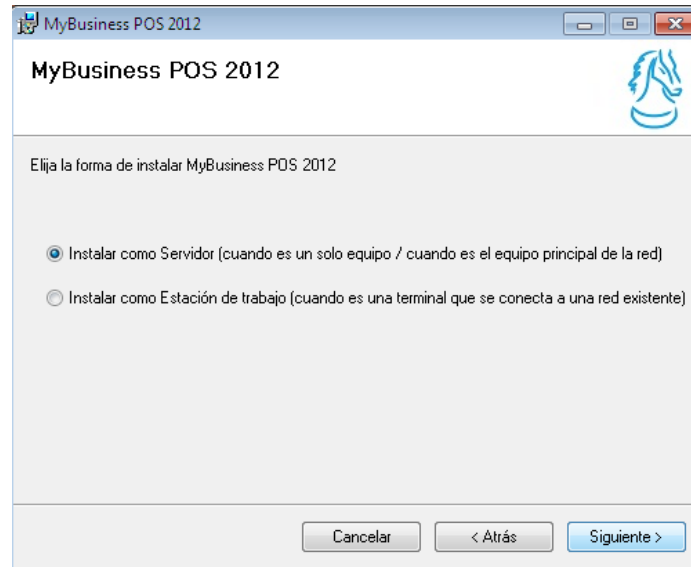 MyBusiness POS 2012
MyBusiness POS 2012
Elija la forma de instalar MyBusiness POS 2012
Instalar como Servidor (cuando es un solo equipo / cuando es el equipo principal de la red)
Instalar como Estación de trabajo (cuando es una terminal que se conecta a una red existente)
Cancelar
< Atrás
Siguiente >